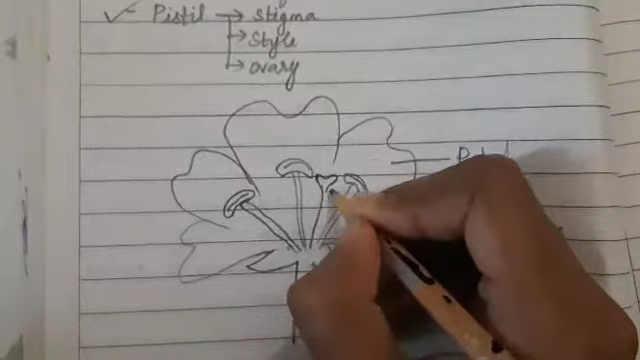 Pistil → stigma
→ style
→ ovary